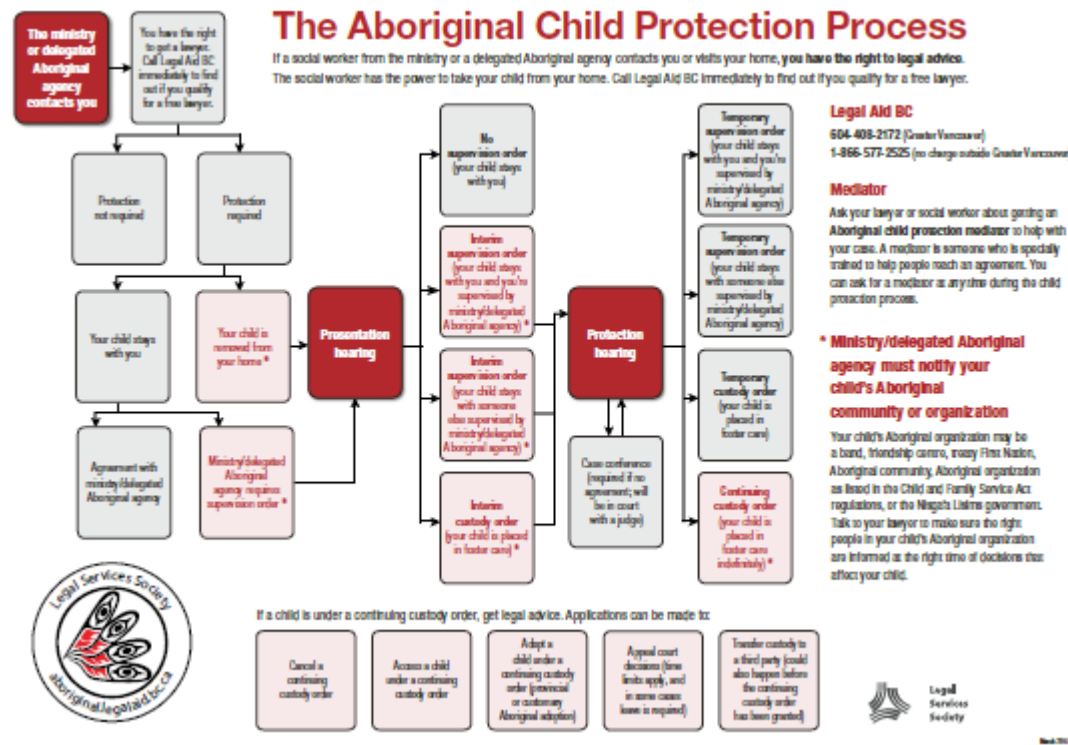 The Aboriginal Child Protection Process
If a social worker from the ministry or a delegated Aboriginal agency contacts you or visits your home, you have the right to legal advice.
The social worker has the power to take your child from your home. Call Legal Aid BC immediately to find out if you qualify for a free lawyer.
The ministry
or delegated
Aboriginal
agency
contacts you
You have the right
to get a lawyer.
Call Legal Aid BC
immediately to find
out if you qualify
for a free lawyer.
Protection
not required
Protection
required
Your child stays
with you
Your child is
removed from
your home *
Agreement with
ministry/delegated
Aboriginal agency
Ministry/delegated
Aboriginal
agency requires
supervision order *
Presentation
hearing
No
supervision order
(your child stays
with you)
Interim
supervision order
(your child stays
with you and you're
supervised by
ministry/delegated
Aboriginal agency) *
Interim
supervision order
(your child stays
with someone
else supervised by
ministry/delegated
Aboriginal agency) *
Interim
custody order
(your child is placed
in foster care) *
Protection
hearing
Case conference
(required if no
agreement; will
be in court
with a judge)
Temporary
supervision order
(your child stays
with you and you're
supervised by
ministry/delegated
Aboriginal agency)
Temporary
supervision order
(your child stays
with someone else
supervised by
ministry/delegated
Aboriginal agency)
Temporary
custody order
(your child is
placed in
foster care)
Continuing
custody order
(your child is
placed in
foster care
indefinitely) *
Legal Aid BC
604-408-2172 (Greater Vancouver)
1-866-577-2525 (no charge outside Greater Vancouver)
Mediator
Ask your lawyer or social worker about getting an
Aboriginal child protection mediator to help with
your case. A mediator is someone who is specially
trained to help people reach an agreement. You
can ask for a mediator at any time during the child
protection process.
* Ministry/delegated Aboriginal
agency must notify your
child's Aboriginal
community or organization
Your child's Aboriginal organization may be
a band, friendship centre, treaty First Nation,
Aboriginal community, Aboriginal organization
as listed in the Child and Family Service Act
regulations, or the Nisga'a Lisims government.
Talk to your lawyer to make sure the right
people in your child's Aboriginal organization
are informed at the right time of decisions that
affect your child.
If a child is under a continuing custody order, get legal advice. Applications can be made to:
Cancel a
continuing
custody order
Access a child
under a continuing
custody order
Adopt a
child under a
continuing custody
order (provincial
or customary
Aboriginal adoption)
Appeal court
decisions (time
limits apply, and
in some cases
leave is required)
Transfer custody to
a third party (could
also happen before
the continuing
custody order
has been granted)
Legal Services Society
aboriginal.legalaid.bc.ca
Legal
Services
Society
March